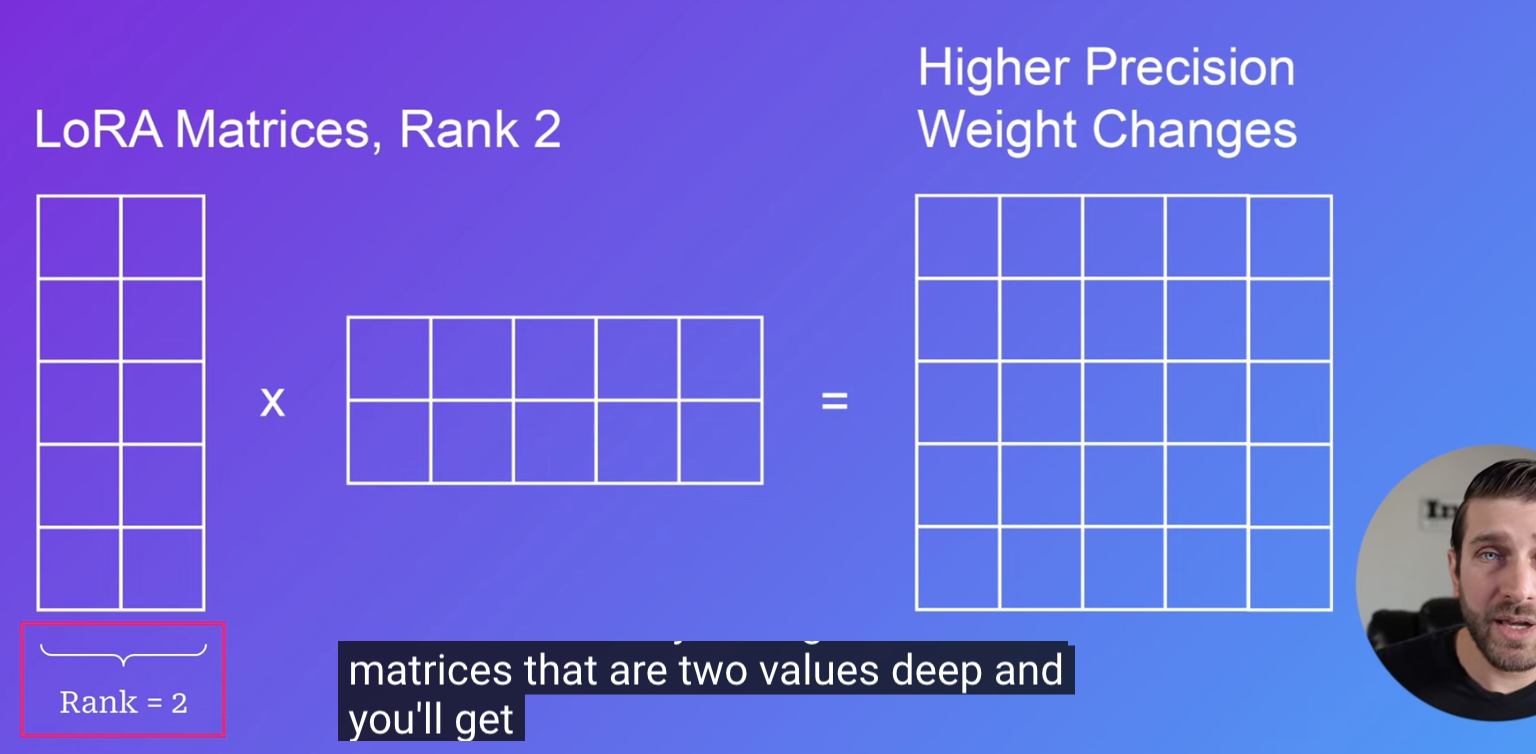 Higher Precision
Weight Changes
LoRA Matrices, Rank 2
x
=
Rank = 2
matrices that are two values deep and
you'll get